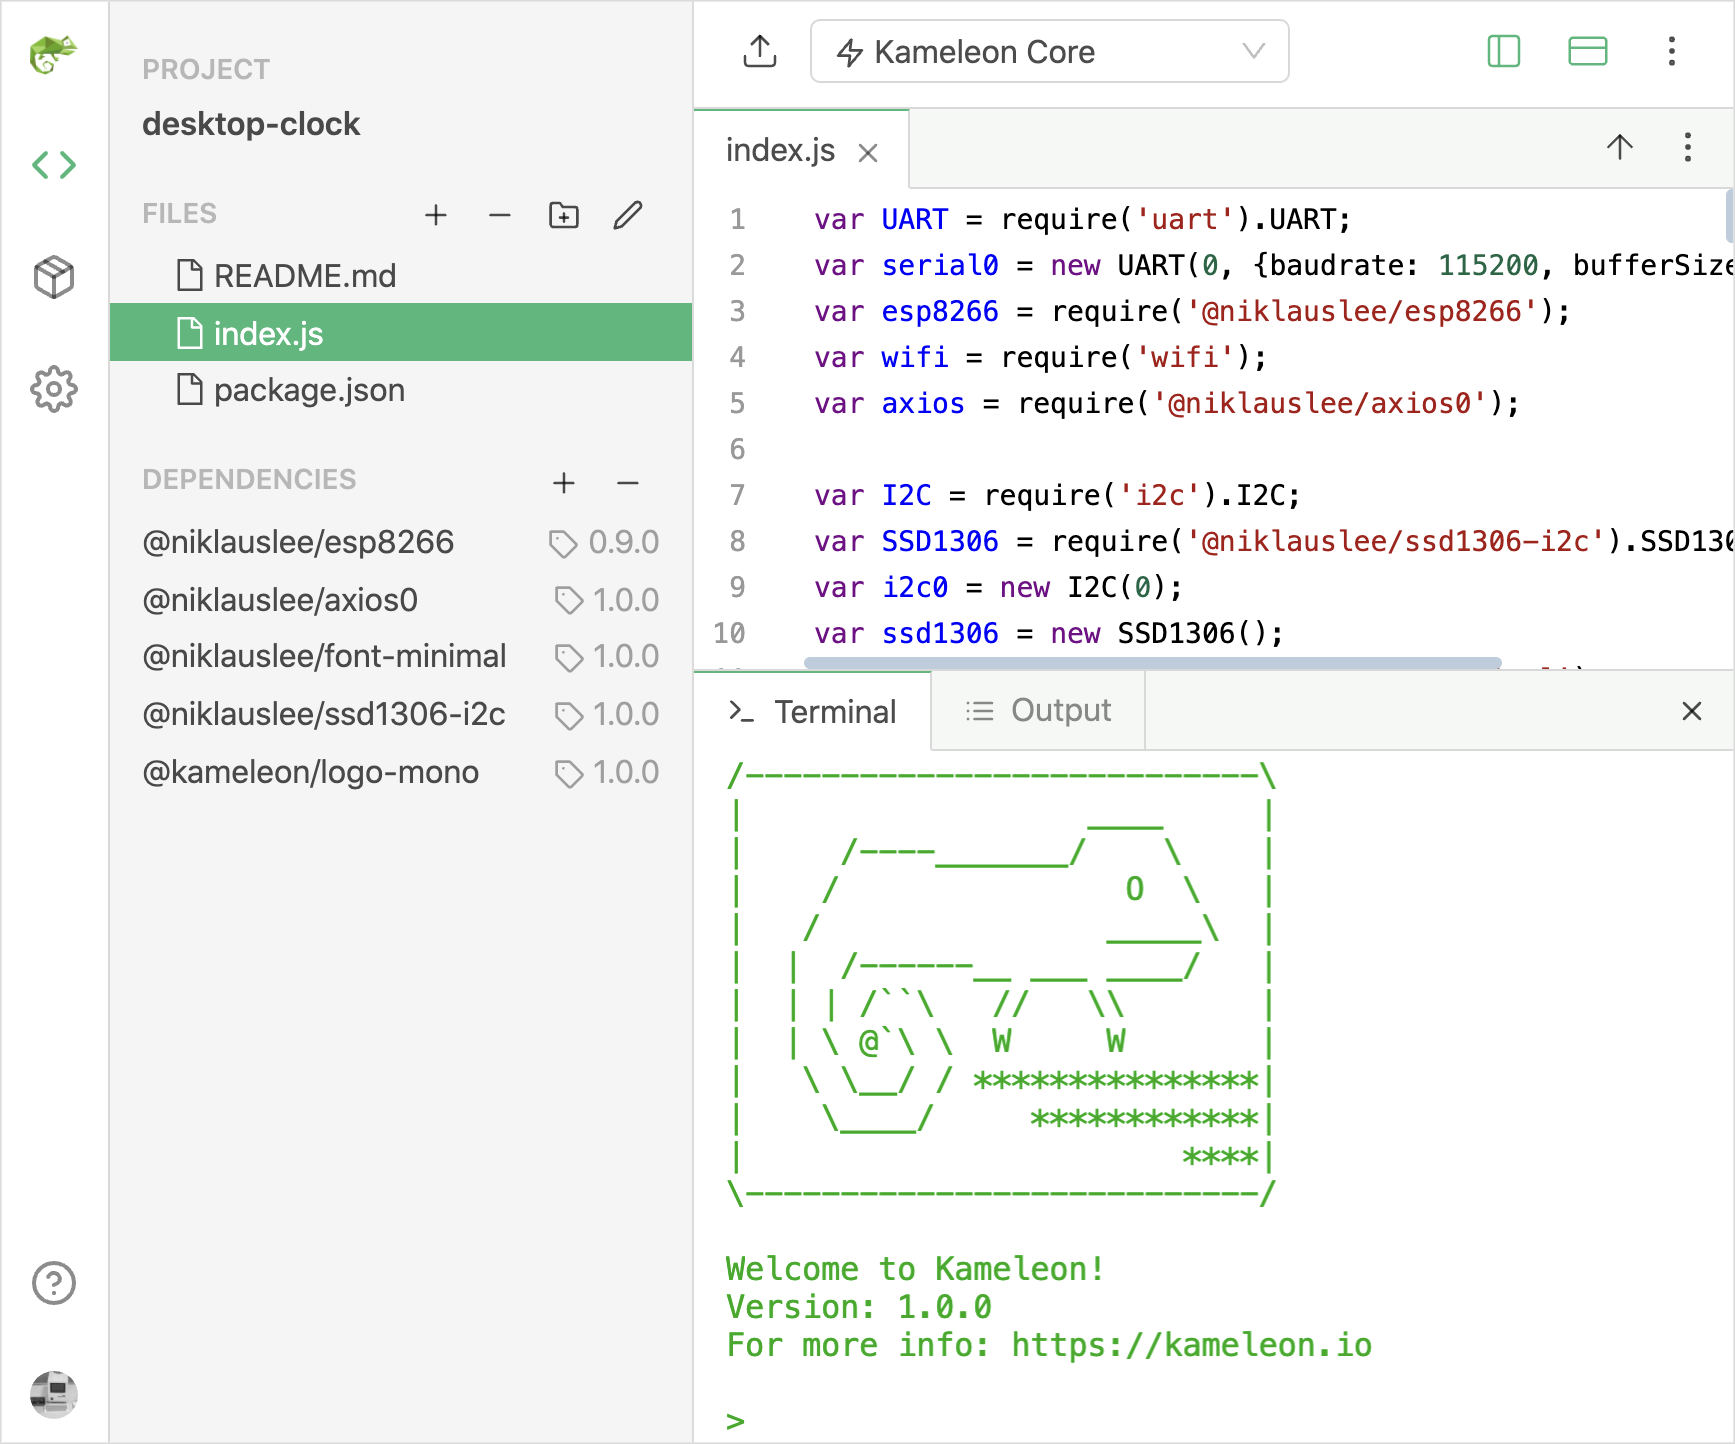 PROJECT
desktop-clock
FILES
README.md
index.js
package.json
DEPENDENCIES
@niklauslee/esp8266 0.9.0
@niklauslee/axios0 1.0.0
@niklauslee/font-minimal 1.0.0
@niklauslee/ssd1306-i2c 1.0.0
@kameleon/logo-mono 1.0.0
Kameleon Core
index.js
1 var UART = require('uart').UART;
2 var serial0 = new UART(0, {baudrate: 115200, bufferSize
3 var esp8266 = require('@niklauslee/esp8266');
4 var wifi = require('wifi');
5 var axios = require('@niklauslee/axios0');
6
7 var I2C = require('i2c').I2C;
8 var SSD1306 = require('@niklauslee/ssd1306-i2c').SSD130
9 var i2c0 = new I2C(0);
10 var ssd1306 = new SSD1306();
Terminal
Output
/---------------------------\
|                            |
|                  ____      |
|     /----_______/    \     |
|    /               O  \    |
|   /               _____\   |
|  |  /------__ ___ ____/    |
|  | | /``\   //   \\        |
|  | \ @`\ \  W     W        |
|   \ \__/ / ***************|
|    \____/     ************|
|                       ****|
\---------------------------/
Welcome to Kameleon!
Version: 1.0.0
For more info: https://kameleon.io
>